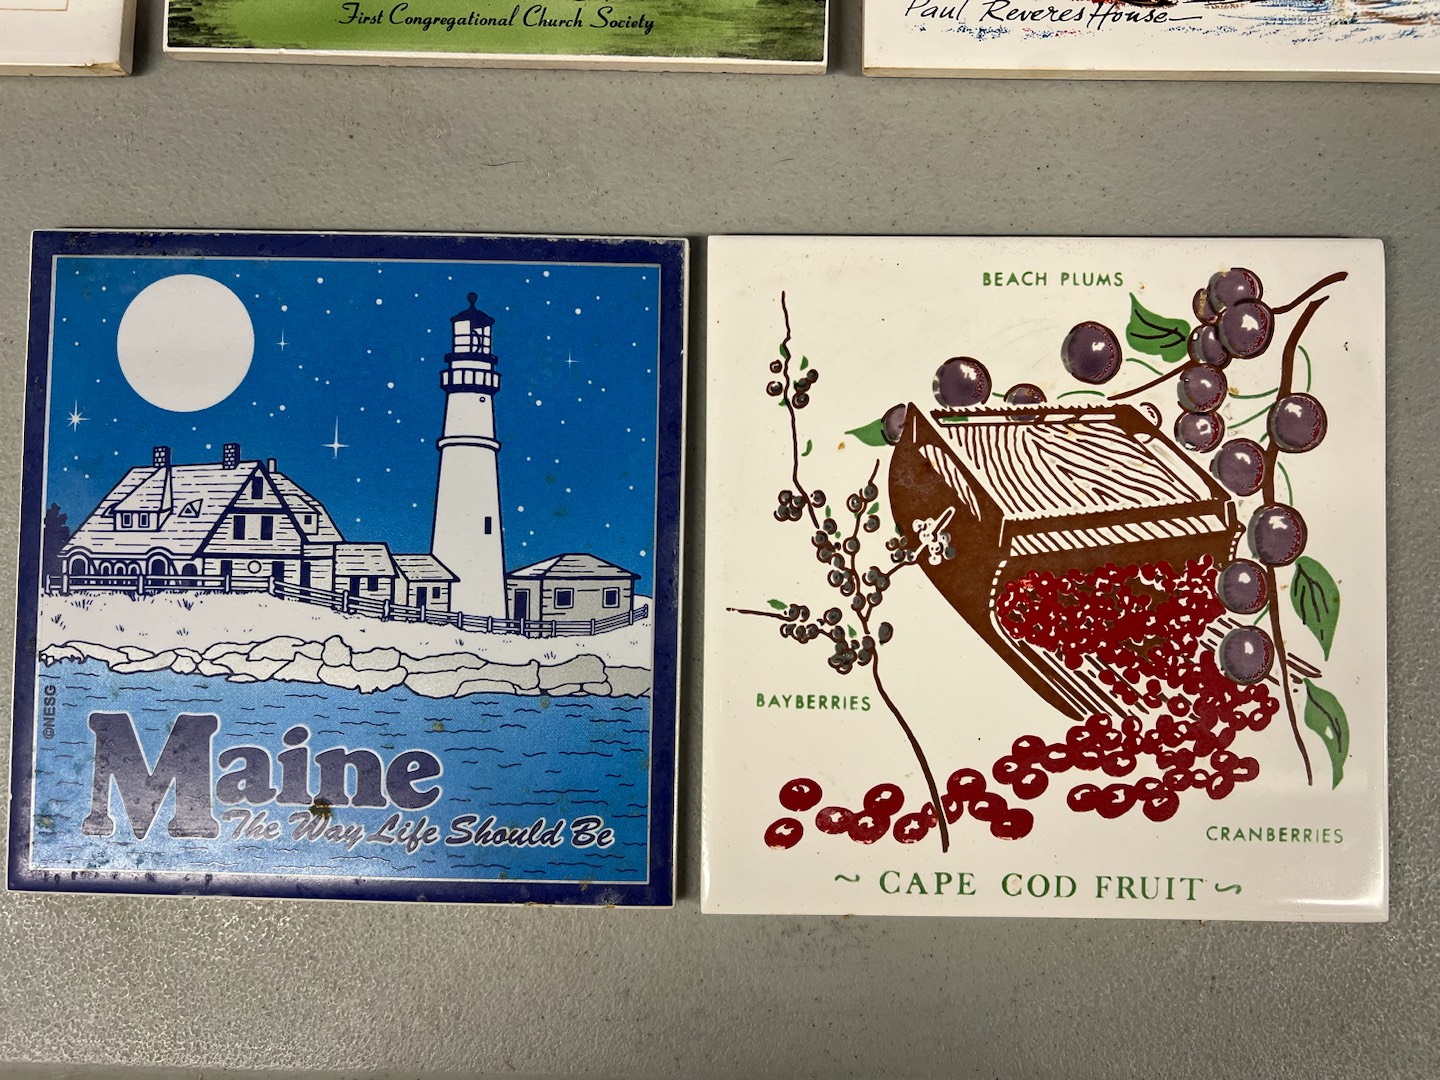 First Congregational Church Society
Paul Reveres House
©NESG
Maine
The Way Life Should Be
BEACH PLUMS
BAYBERRIES
CRANBERRIES
~ CAPE COD FRUIT ~